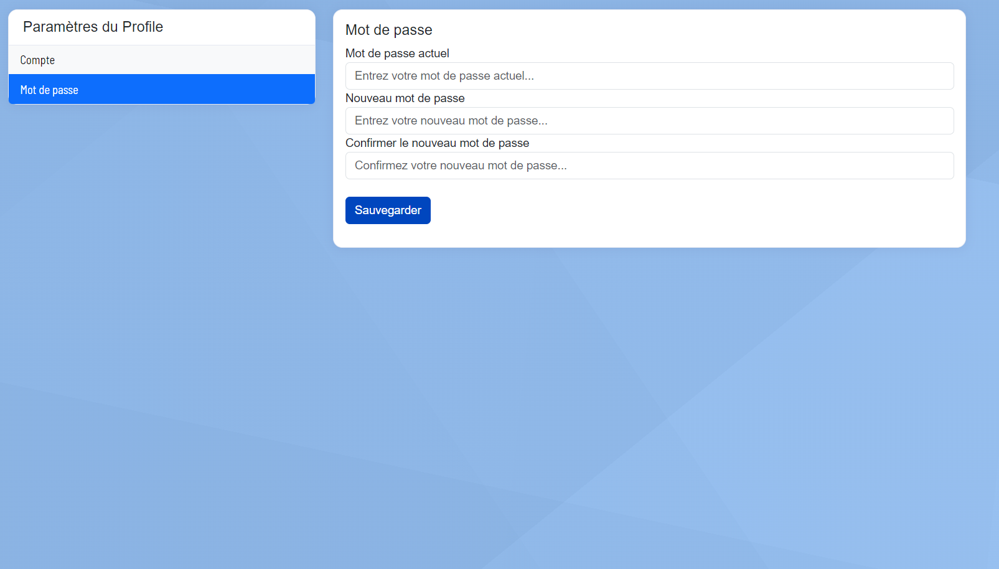 Paramètres du Profile
Compte
Mot de passe
Mot de passe
Mot de passe actuel
Entrez votre mot de passe actuel...
Nouveau mot de passe
Entrez votre nouveau mot de passe...
Confirmer le nouveau mot de passe
Confirmez votre nouveau mot de passe...
Sauvegarder